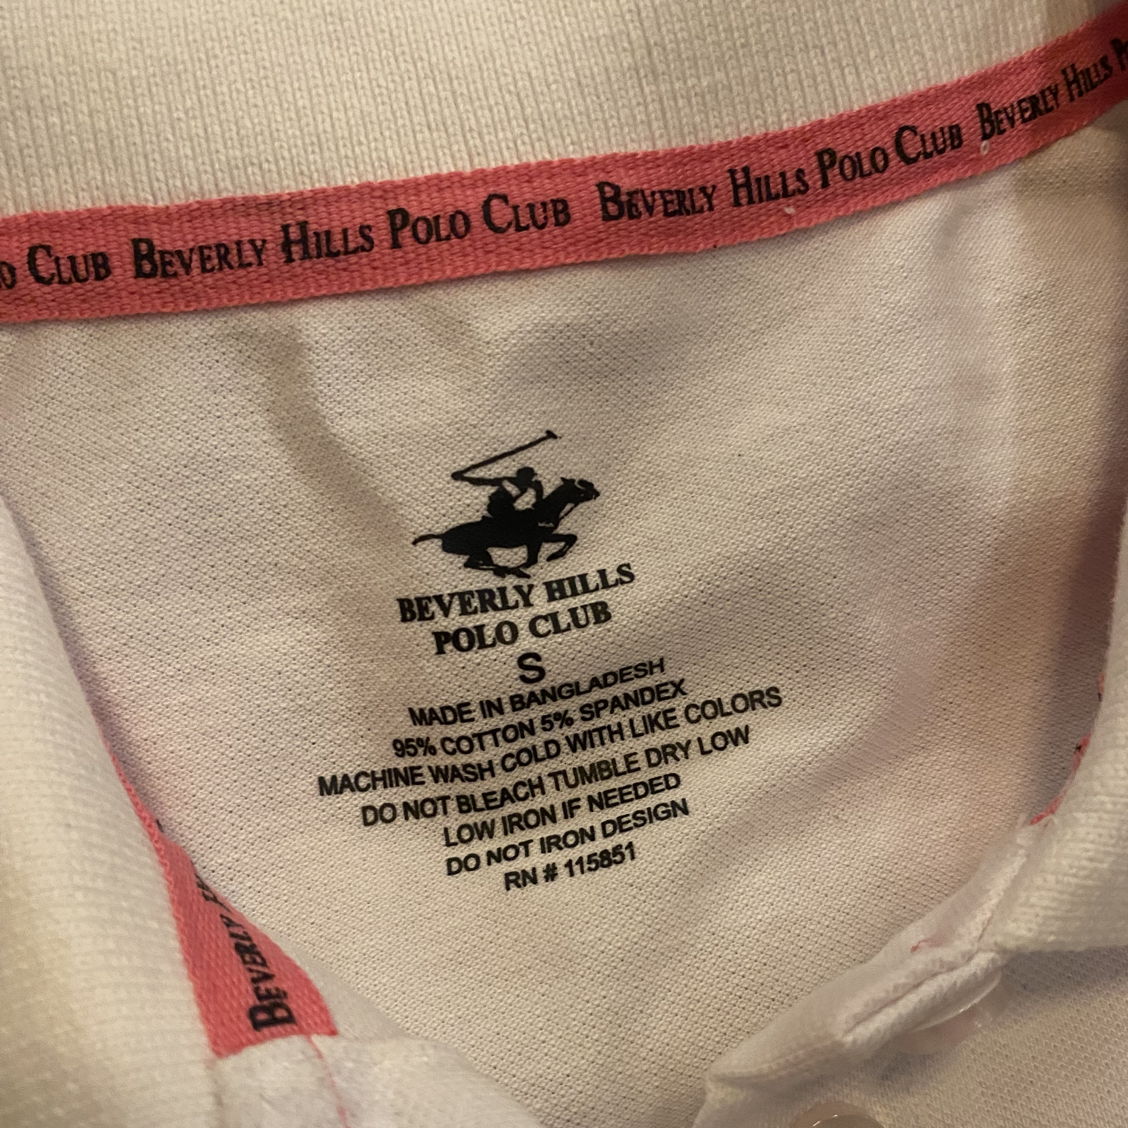 CLUB BEVERLY HILLS POLO CLUB BEVERLY HILLS POLO CLUB BEVERLY HILLS
BEVERLY HILLS
POLO CLUB
S
MADE IN BANGLADESH
95% COTTON 5% SPANDEX
MACHINE WASH COLD WITH LIKE COLORS
DO NOT BLEACH TUMBLE DRY LOW
LOW IRON IF NEEDED
DO NOT IRON DESIGN
RN # 115851
BEVERLY